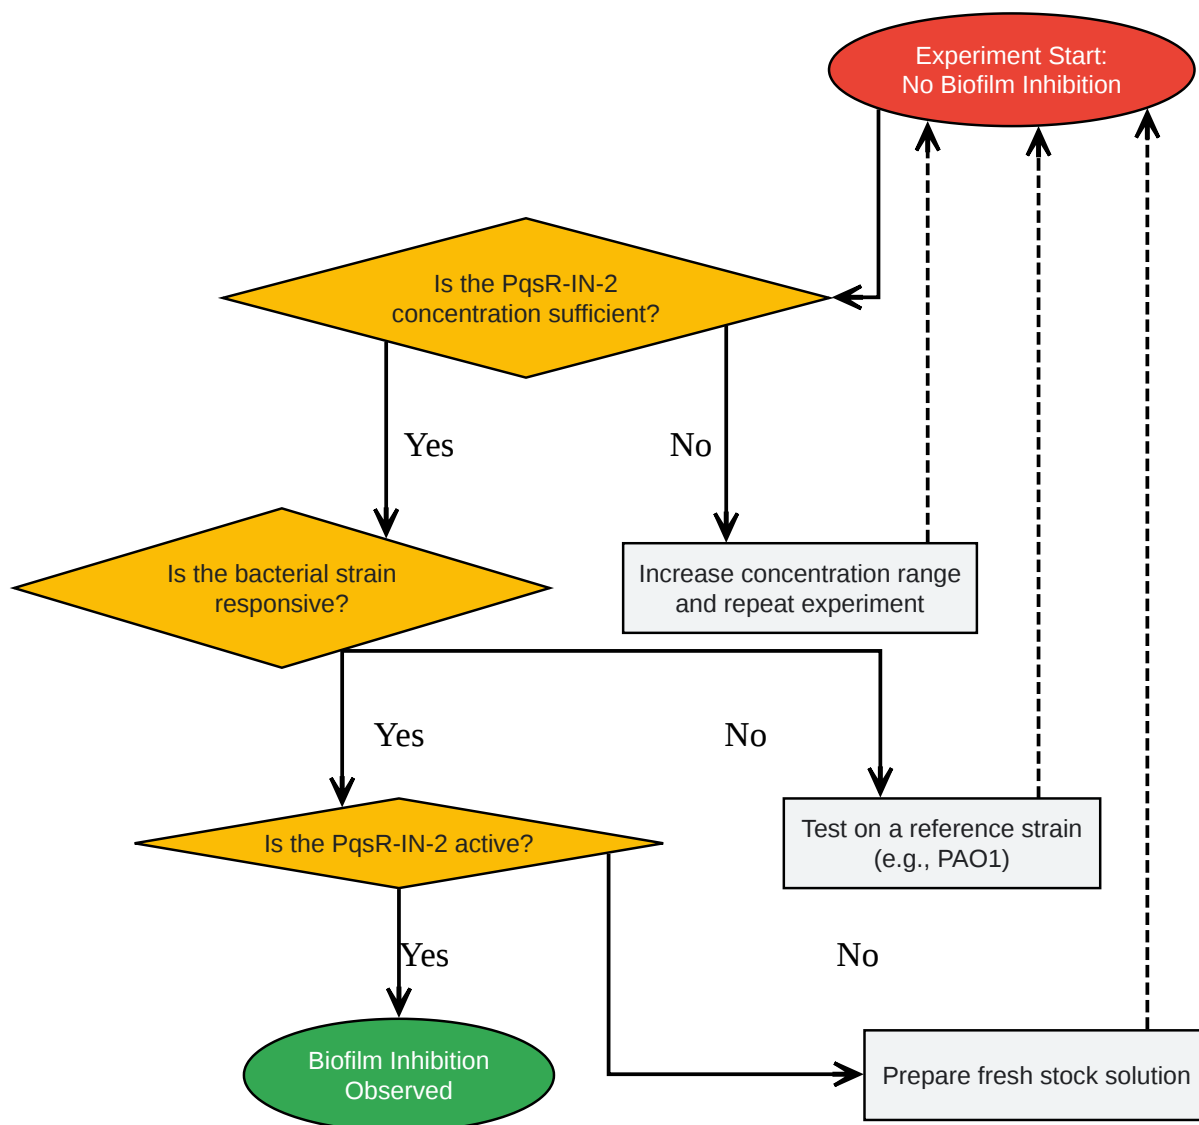 Experiment Start:
No Biofilm Inhibition
Is the PqsR-IN-2
concentration sufficient?
Yes
No
Is the bacterial strain
responsive?
Increase concentration range
and repeat experiment
Yes
No
Is the PqsR-IN-2 active?
Test on a reference strain
(e.g., PAO1)
Yes
No
Biofilm Inhibition
Observed
Prepare fresh stock solution